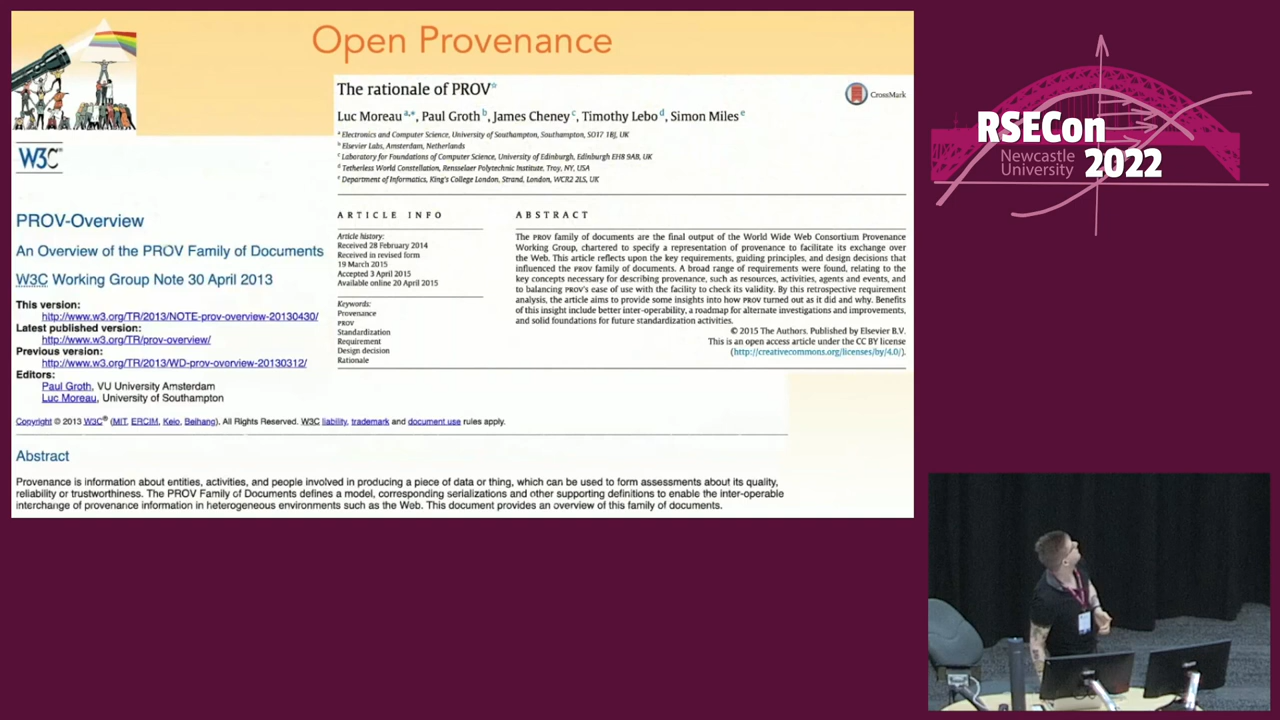 Open Provenance
The rationale of PROV☆
CrossMark
Luc Moreau a,*, Paul Groth b, James Cheney c, Timothy Lebo d, Simon Miles e
a Electronics and Computer Science, University of Southampton, Southampton, SO17 1BJ, UK
b Elsevier Labs, Amsterdam, Netherlands
c Laboratory for Foundations of Computer Science, University of Edinburgh, Edinburgh EH8 9AB, UK
d Tetherless World Constellation, Rensselaer Polytechnic Institute, Troy, NY, USA
e Department of Informatics, King's College London, Strand, London, WCR2 2LS, UK
ARTICLE INFO
Article history:
Received 28 February 2014
Received in revised form
19 March 2015
Accepted 3 April 2015
Available online 20 April 2015
Keywords:
Provenance
PROV
Standardization
Requirement
Design decision
Rationale
ABSTRACT
The PROV family of documents are the final output of the World Wide Web Consortium Provenance
Working Group, chartered to specify a representation of provenance to facilitate its exchange over
the Web. This article reflects upon the key requirements, guiding principles, and design decisions that
influenced the PROV family of documents. A broad range of requirements were found, relating to the
key concepts necessary for describing provenance, such as resources, activities, agents and events, and
to balancing PROV's ease of use with the facility to check its validity. By this retrospective requirement
analysis, the article aims to provide some insights into how PROV turned out as it did and why. Benefits
of this insight include better inter-operability, a roadmap for alternate investigations and improvements,
and solid foundations for future standardization activities.
© 2015 The Authors. Published by Elsevier B.V.
This is an open access article under the CC BY license
(http://creativecommons.org/licenses/by/4.0/).
W3C®
PROV-Overview
An Overview of the PROV Family of Documents
W3C Working Group Note 30 April 2013
This version:
http://www.w3.org/TR/2013/NOTE-prov-overview-20130430/
Latest published version:
http://www.w3.org/TR/prov-overview/
Previous version:
http://www.w3.org/TR/2013/WD-prov-overview-20130312/
Editors:
Paul Groth, VU University Amsterdam
Luc Moreau, University of Southampton
Copyright © 2013 W3C® (MIT, ERCIM, Keio, Beihang), All Rights Reserved. W3C liability, trademark and document use rules apply.
Abstract
Provenance is information about entities, activities, and people involved in producing a piece of data or thing, which can be used to form assessments about its quality,
reliability or trustworthiness. The PROV Family of Documents defines a model, corresponding serializations and other supporting definitions to enable the inter-operable
interchange of provenance information in heterogeneous environments such as the Web. This document provides an overview of this family of documents.
RSECon
Newcastle
University
2022